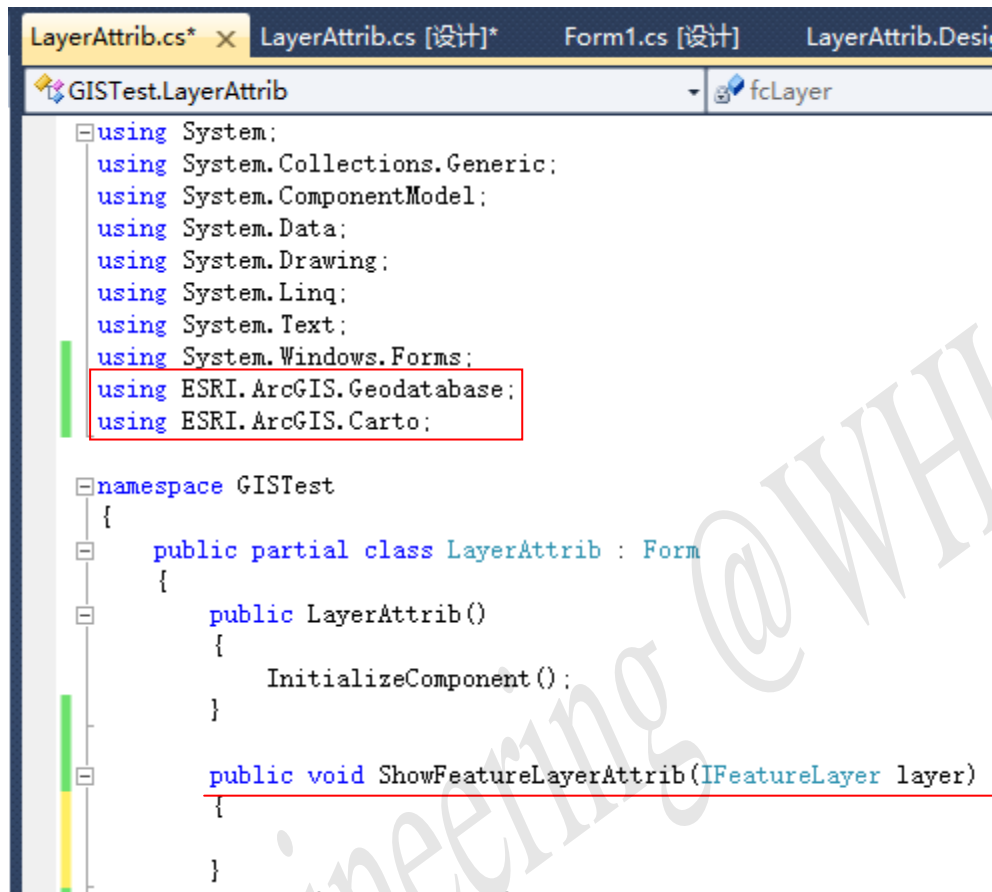 LayerAttrib.cs* LayerAttrib.cs [设计]* Form1.cs [设计]
GISTest.LayerAttrib fcLayer
using System;
using System.Collections.Generic;
using System.ComponentModel;
using System.Data;
using System.Drawing;
using System.Linq;
using System.Text;
using System.Windows.Forms;
using ESRI.ArcGIS.Geodatabase;
using ESRI.ArcGIS.Carto;
namespace GISTest
{
public partial class LayerAttrib : Form
{
public LayerAttrib()
{
InitializeComponent();
}
public void ShowFeatureLayerAttrib(IFeatureLayer layer)
{
}